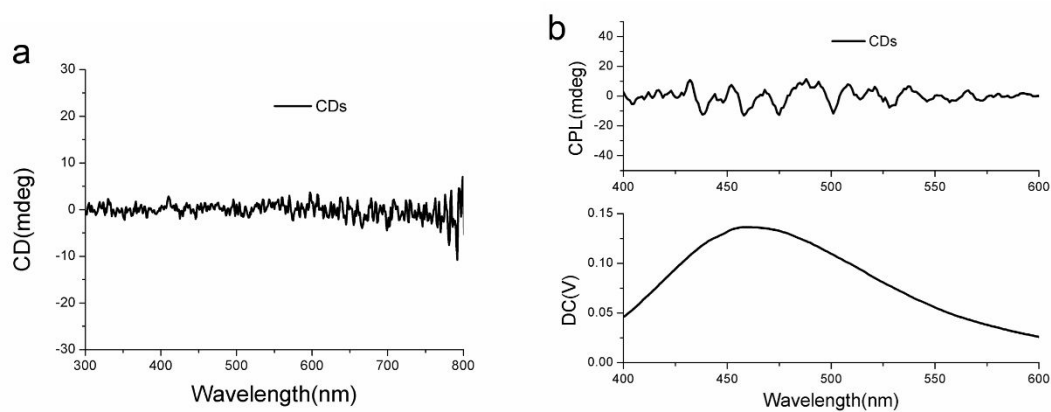 a
30
20
10
0
-10
-20
-30
CD(mdeg)
CDs
300 400 500 600 700 800
Wavelength(nm)
b
40
20
0
-20
-40
CPL(mdeg)
CDs
400 450 500 550 600
0.15
0.10
0.05
0.00
DC(V)
400 450 500 550 600
Wavelength(nm)